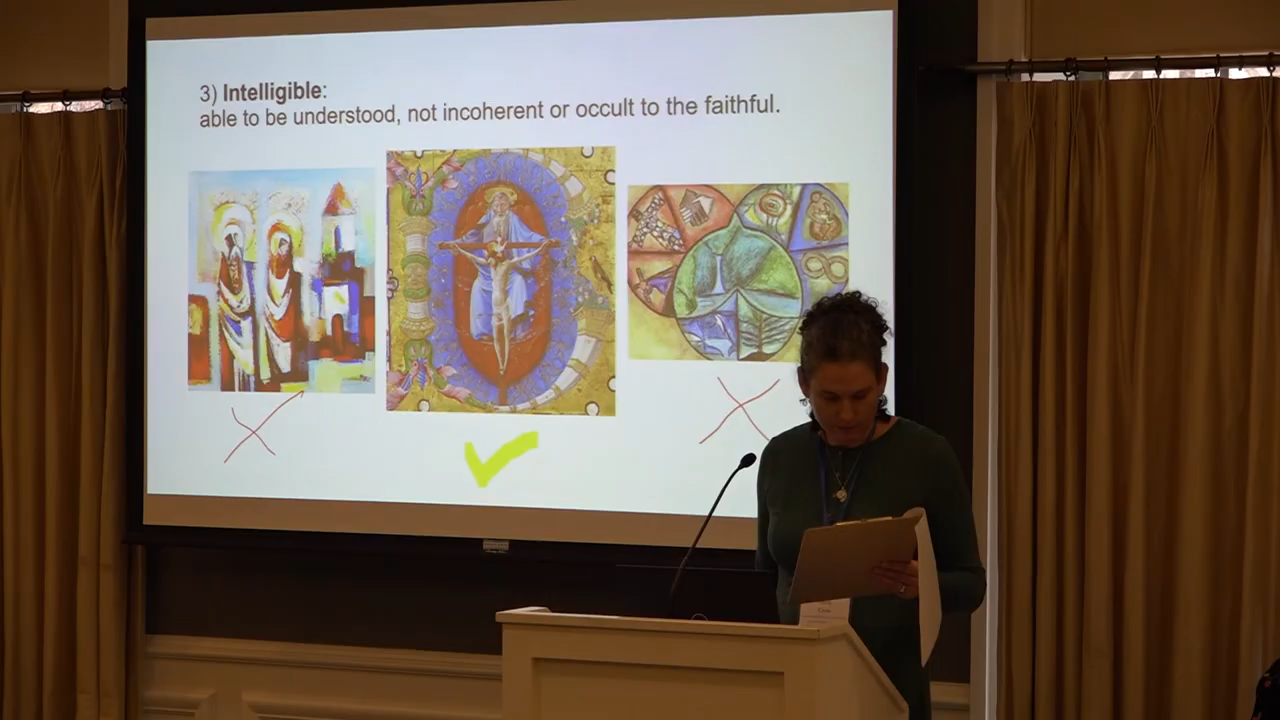 3) Intelligible:
able to be understood, not incoherent or occult to the faithful.